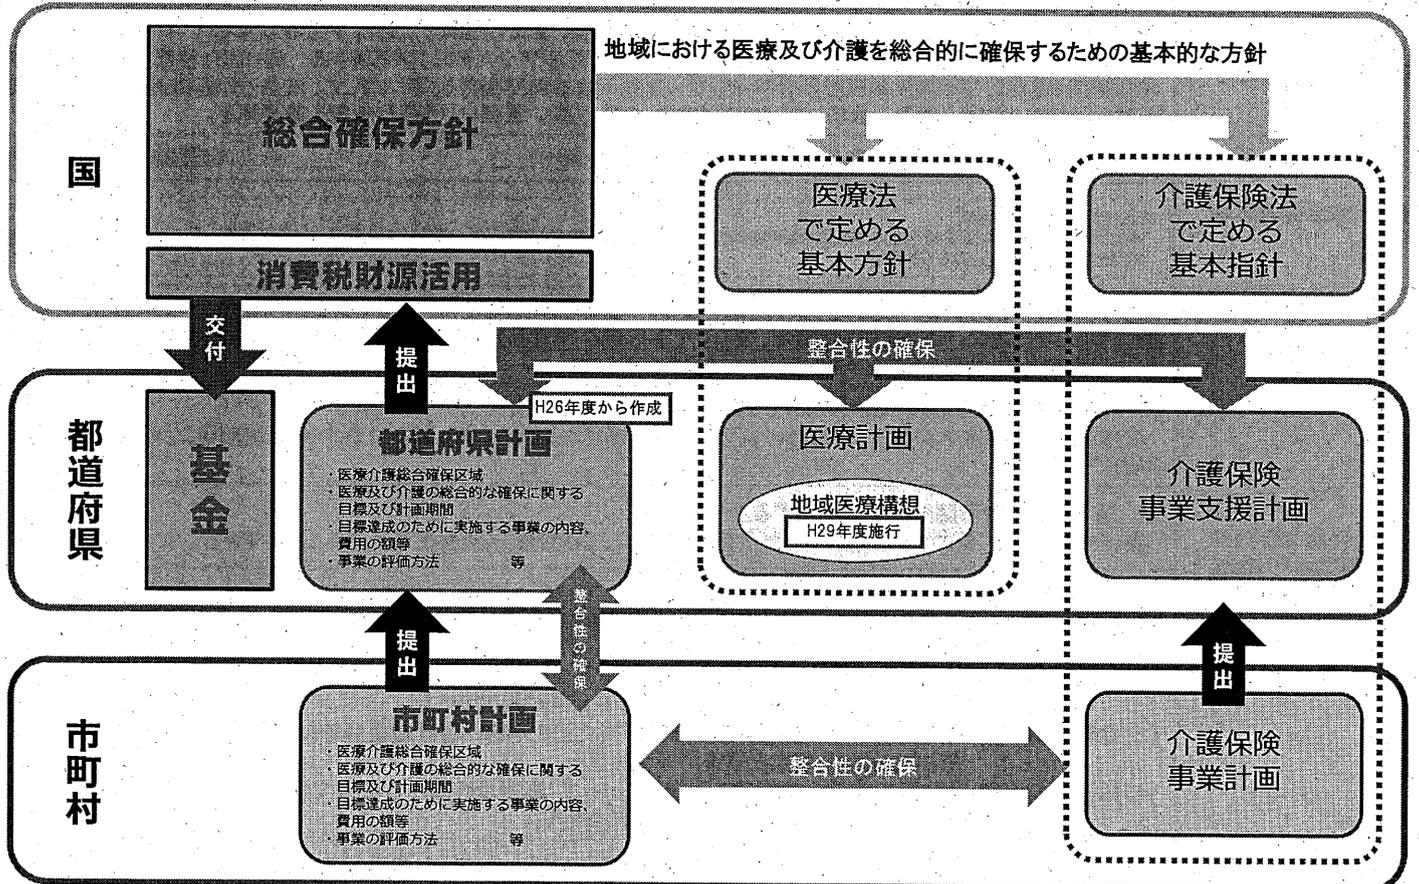 国
総合確保方針
地域における医療及び介護を総合的に確保するための基本的な方針
消費税財源活用
医療法
で定める
基本方針
介護保険法
で定める
基本指針
交付
提出
整合性の確保
都道府県
基金
H26年度から作成
都道府県計画
・医療介護総合確保区域
・医療及び介護の総合的な確保に関する
目標及び計画期間
・目標達成のために実施する事業の内容、
費用の額等
・事業の評価方法 等
医療計画
地域医療構想
H29年度施行
介護保険
事業支援計画
提出
整合性の確保
提出
市町村
市町村計画
・医療介護総合確保区域
・医療及び介護の総合的な確保に関する
目標及び計画期間
・目標達成のために実施する事業の内容、
費用の額等
・事業の評価方法 等
整合性の確保
介護保険
事業計画